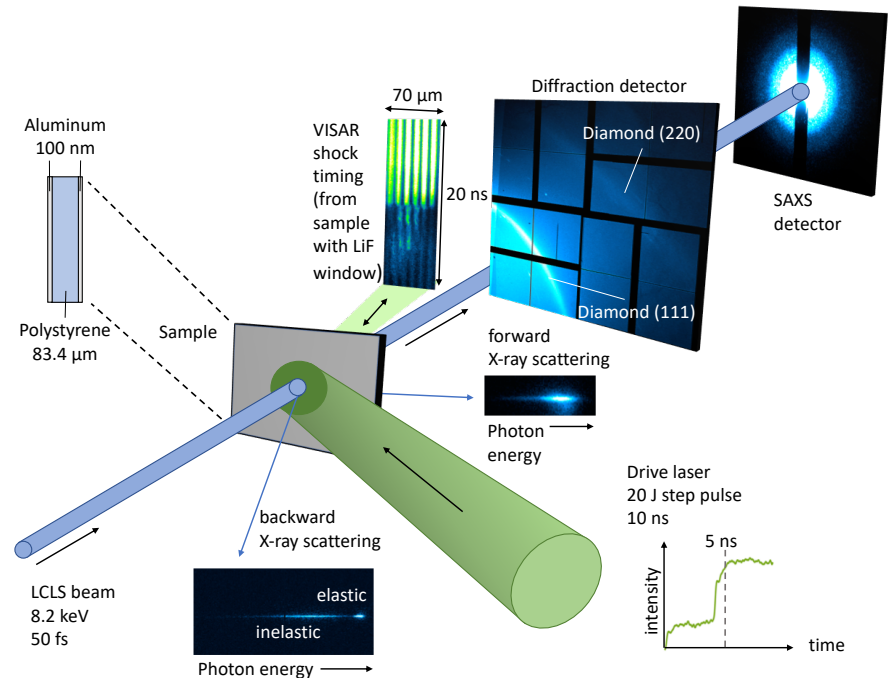 Aluminum
100 nm
Polystyrene
83.4 μm
Sample
VISAR
shock
timing
(from
sample
with LiF
window)
70 μm
20 ns
Diffraction detector
Diamond (220)
Diamond (111)
SAXS
detector
forward
X-ray scattering
Photon
energy
Drive laser
20 J step pulse
10 ns
5 ns
intensity
time
backward
X-ray scattering
elastic
inelastic
Photon energy
LCLS beam
8.2 keV
50 fs